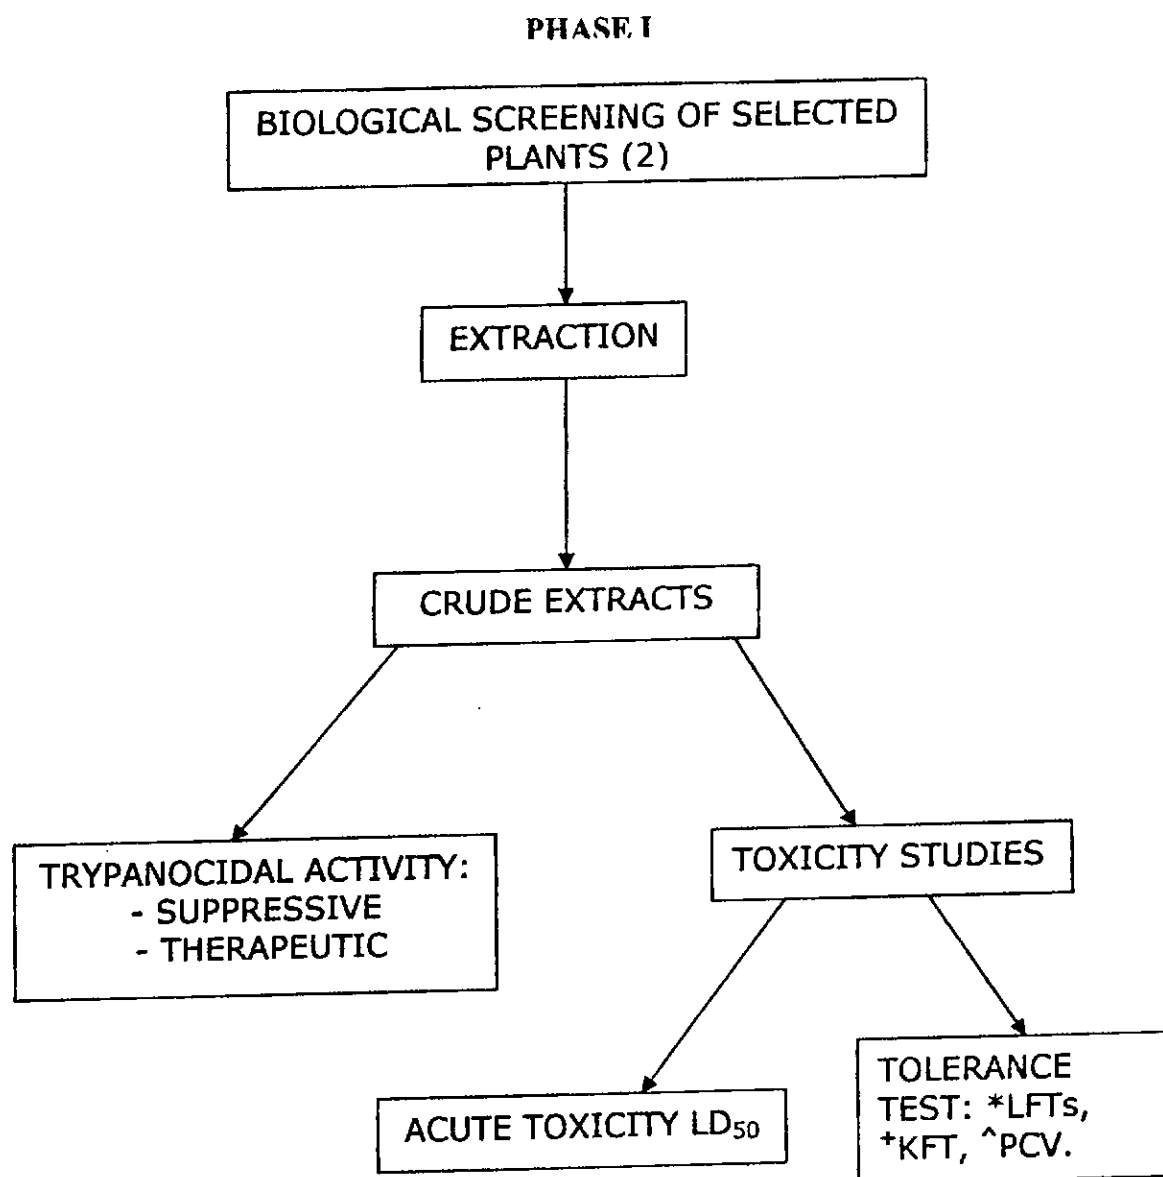 PHASE I
BIOLOGICAL SCREENING OF SELECTED
PLANTS (2)
EXTRACTION
CRUDE EXTRACTS
TRYPANOCIDAL ACTIVITY:
- SUPPRESSIVE
- THERAPEUTIC
TOXICITY STUDIES
ACUTE TOXICITY LD₅₀
TOLERANCE
TEST: *LFTs,
⁺KFT, ^PCV.